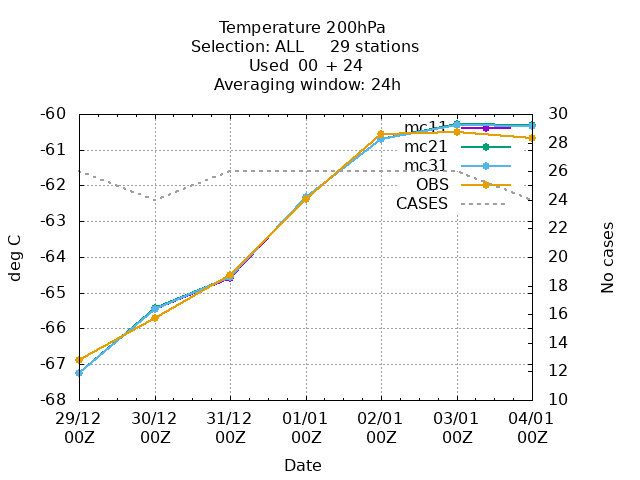 Temperature 200hPa
Selection: ALL 29 stations
Used 00 + 24
Averaging window: 24h
-60
-61
-62
-63
-64
-65
-66
-67
-68
30
28
26
24
22
20
18
16
14
12
10
mc11
mc21
mc31
OBS
CASES
deg C
No cases
29/12 30/12 31/12 01/01 02/01 03/01 04/01
00Z 00Z 00Z 00Z 00Z 00Z 00Z
Date